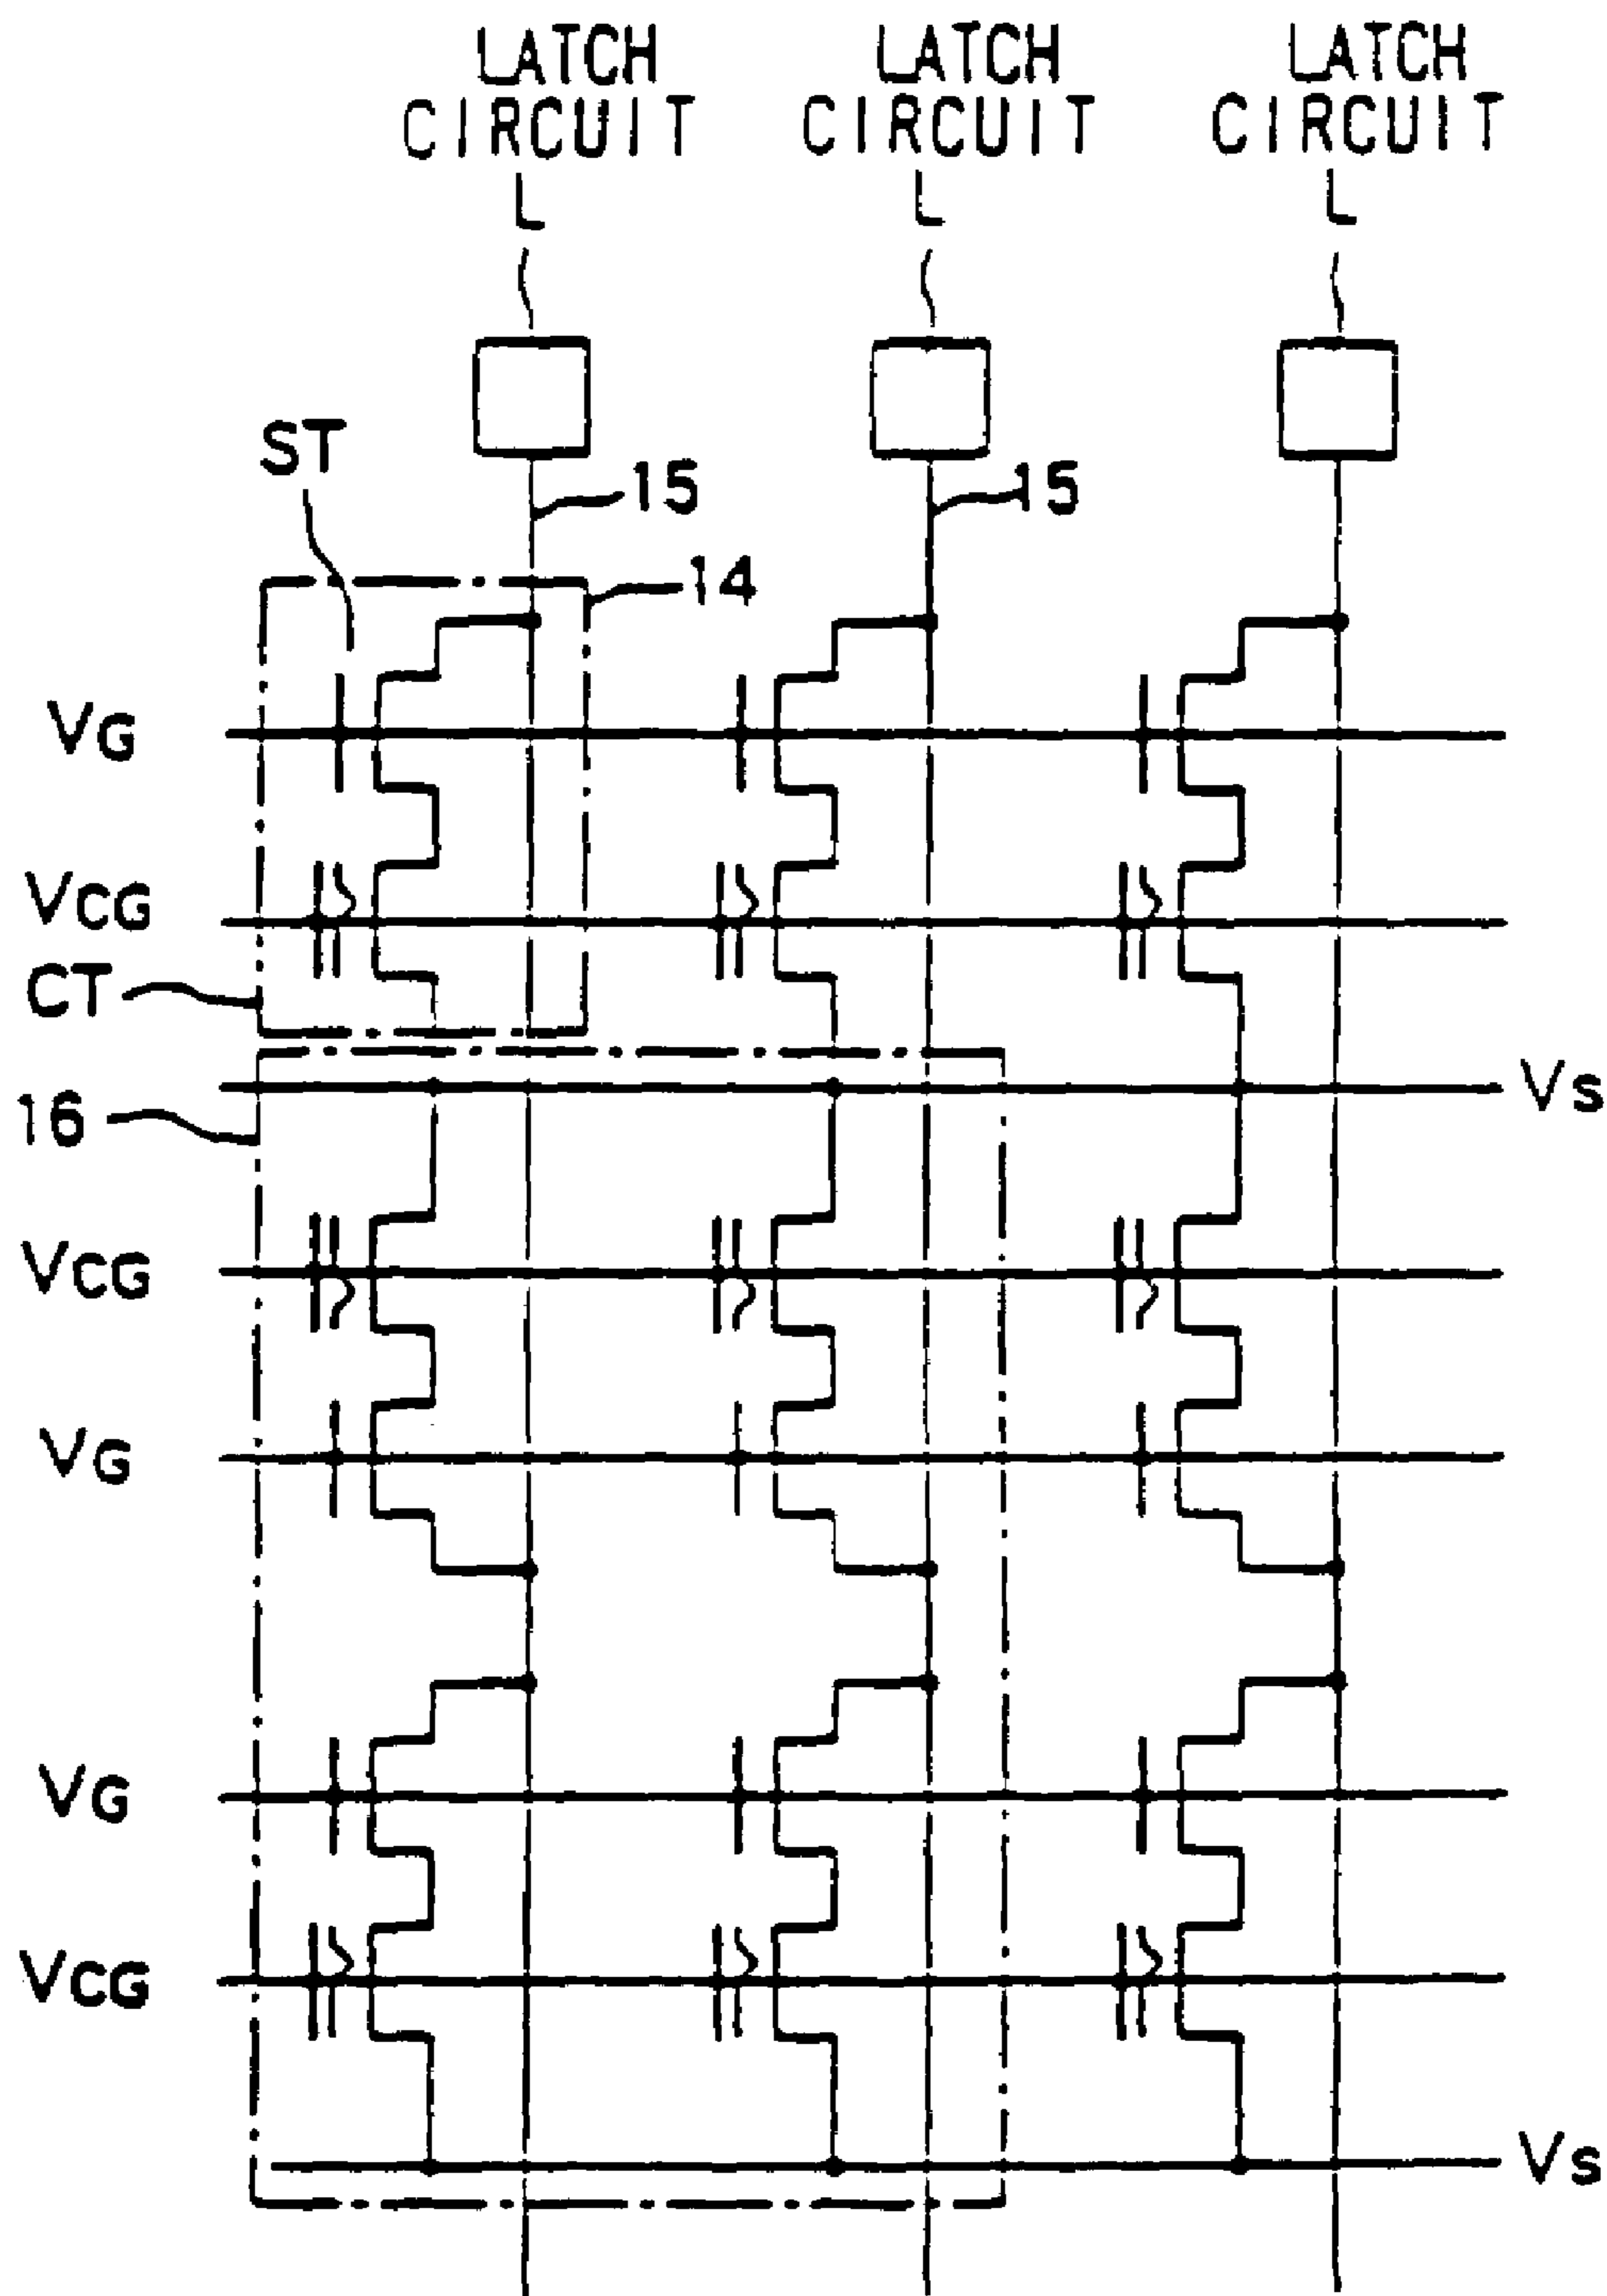 LATCH CIRCUIT L
LATCH CIRCUIT L
LATCH CIRCUIT L
ST
15
15
14
VG
VCG
CT
Vs
16
VCG
VG
VG
VCG
Vs